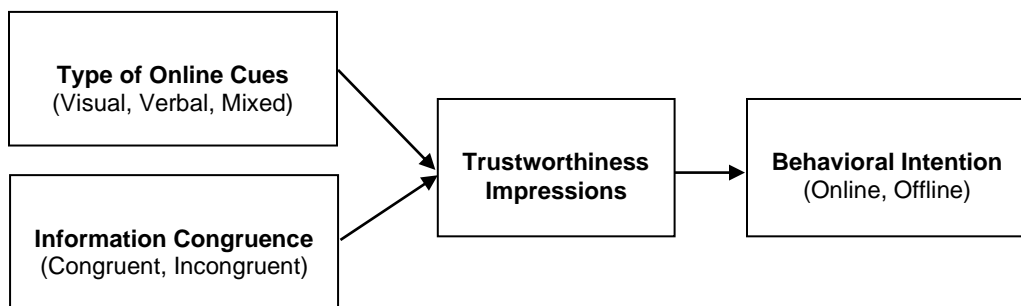 Type of Online Cues
(Visual, Verbal, Mixed)
Information Congruence
(Congruent, Incongruent)
Trustworthiness
Impressions
Behavioral Intention
(Online, Offline)